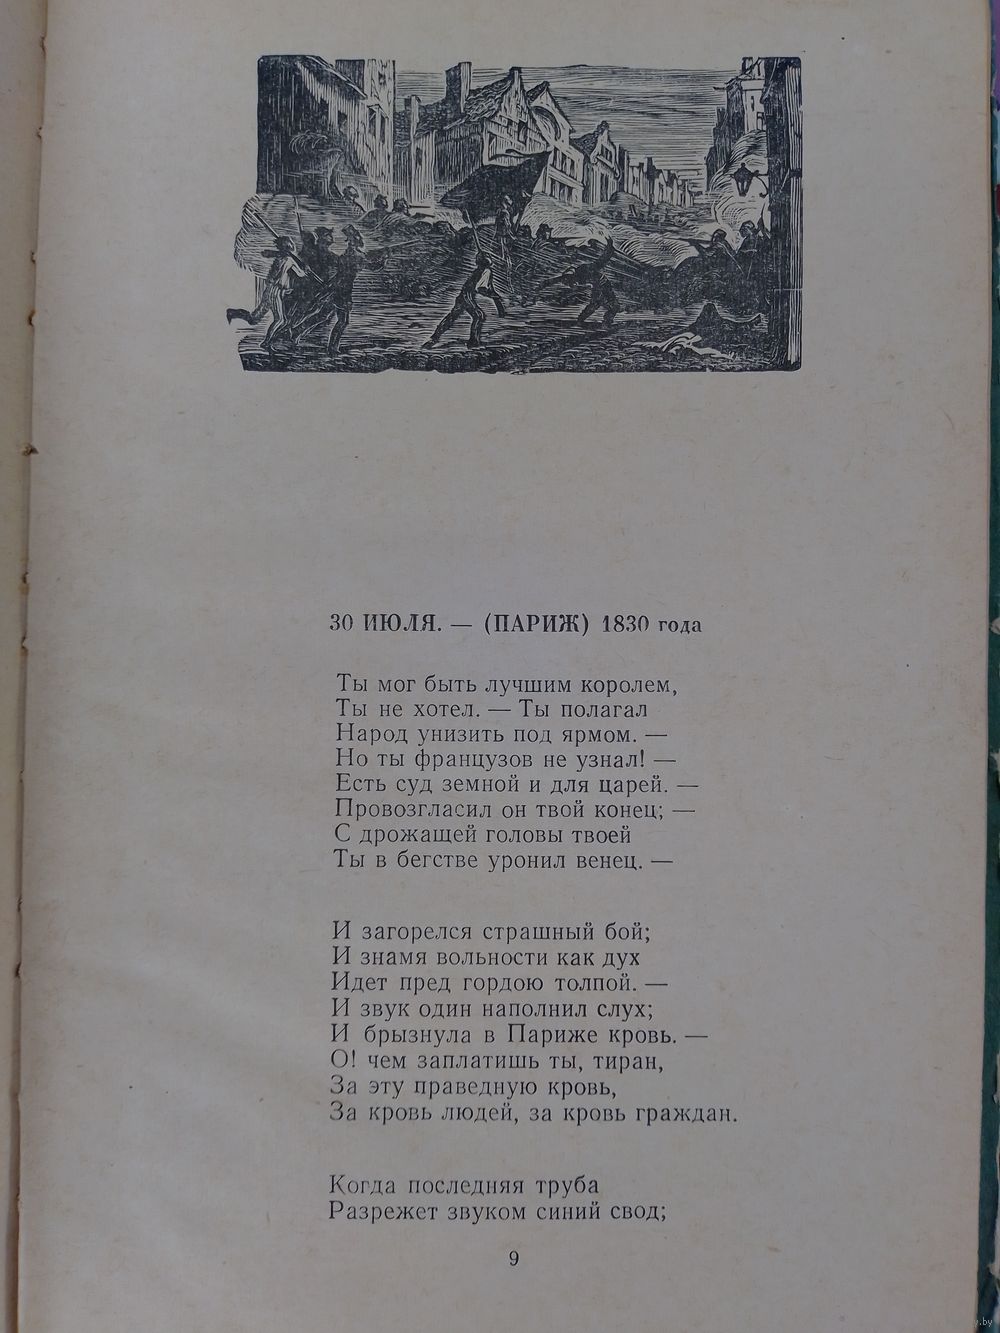 30 ИЮЛЯ. — (ПАРИЖ) 1830 года
Ты мог быть лучшим королем,
Ты не хотел. — Ты полагал
Народ унизить под ярмом. —
Но ты французов не узнал! —
Есть суд земной и для царей. —
Провозгласил он твой конец; —
С дрожащей головы твоей
Ты в бегстве уронил венец. —
И загорелся страшный бой;
И знамя вольности как дух
Идет пред гордою толпой. —
И звук один наполнил слух;
И брызнула в Париже кровь. —
О! чем заплатишь ты, тиран,
За эту праведную кровь,
За кровь людей, за кровь граждан.
Когда последняя труба
Разрежет звуком синий свод;
9